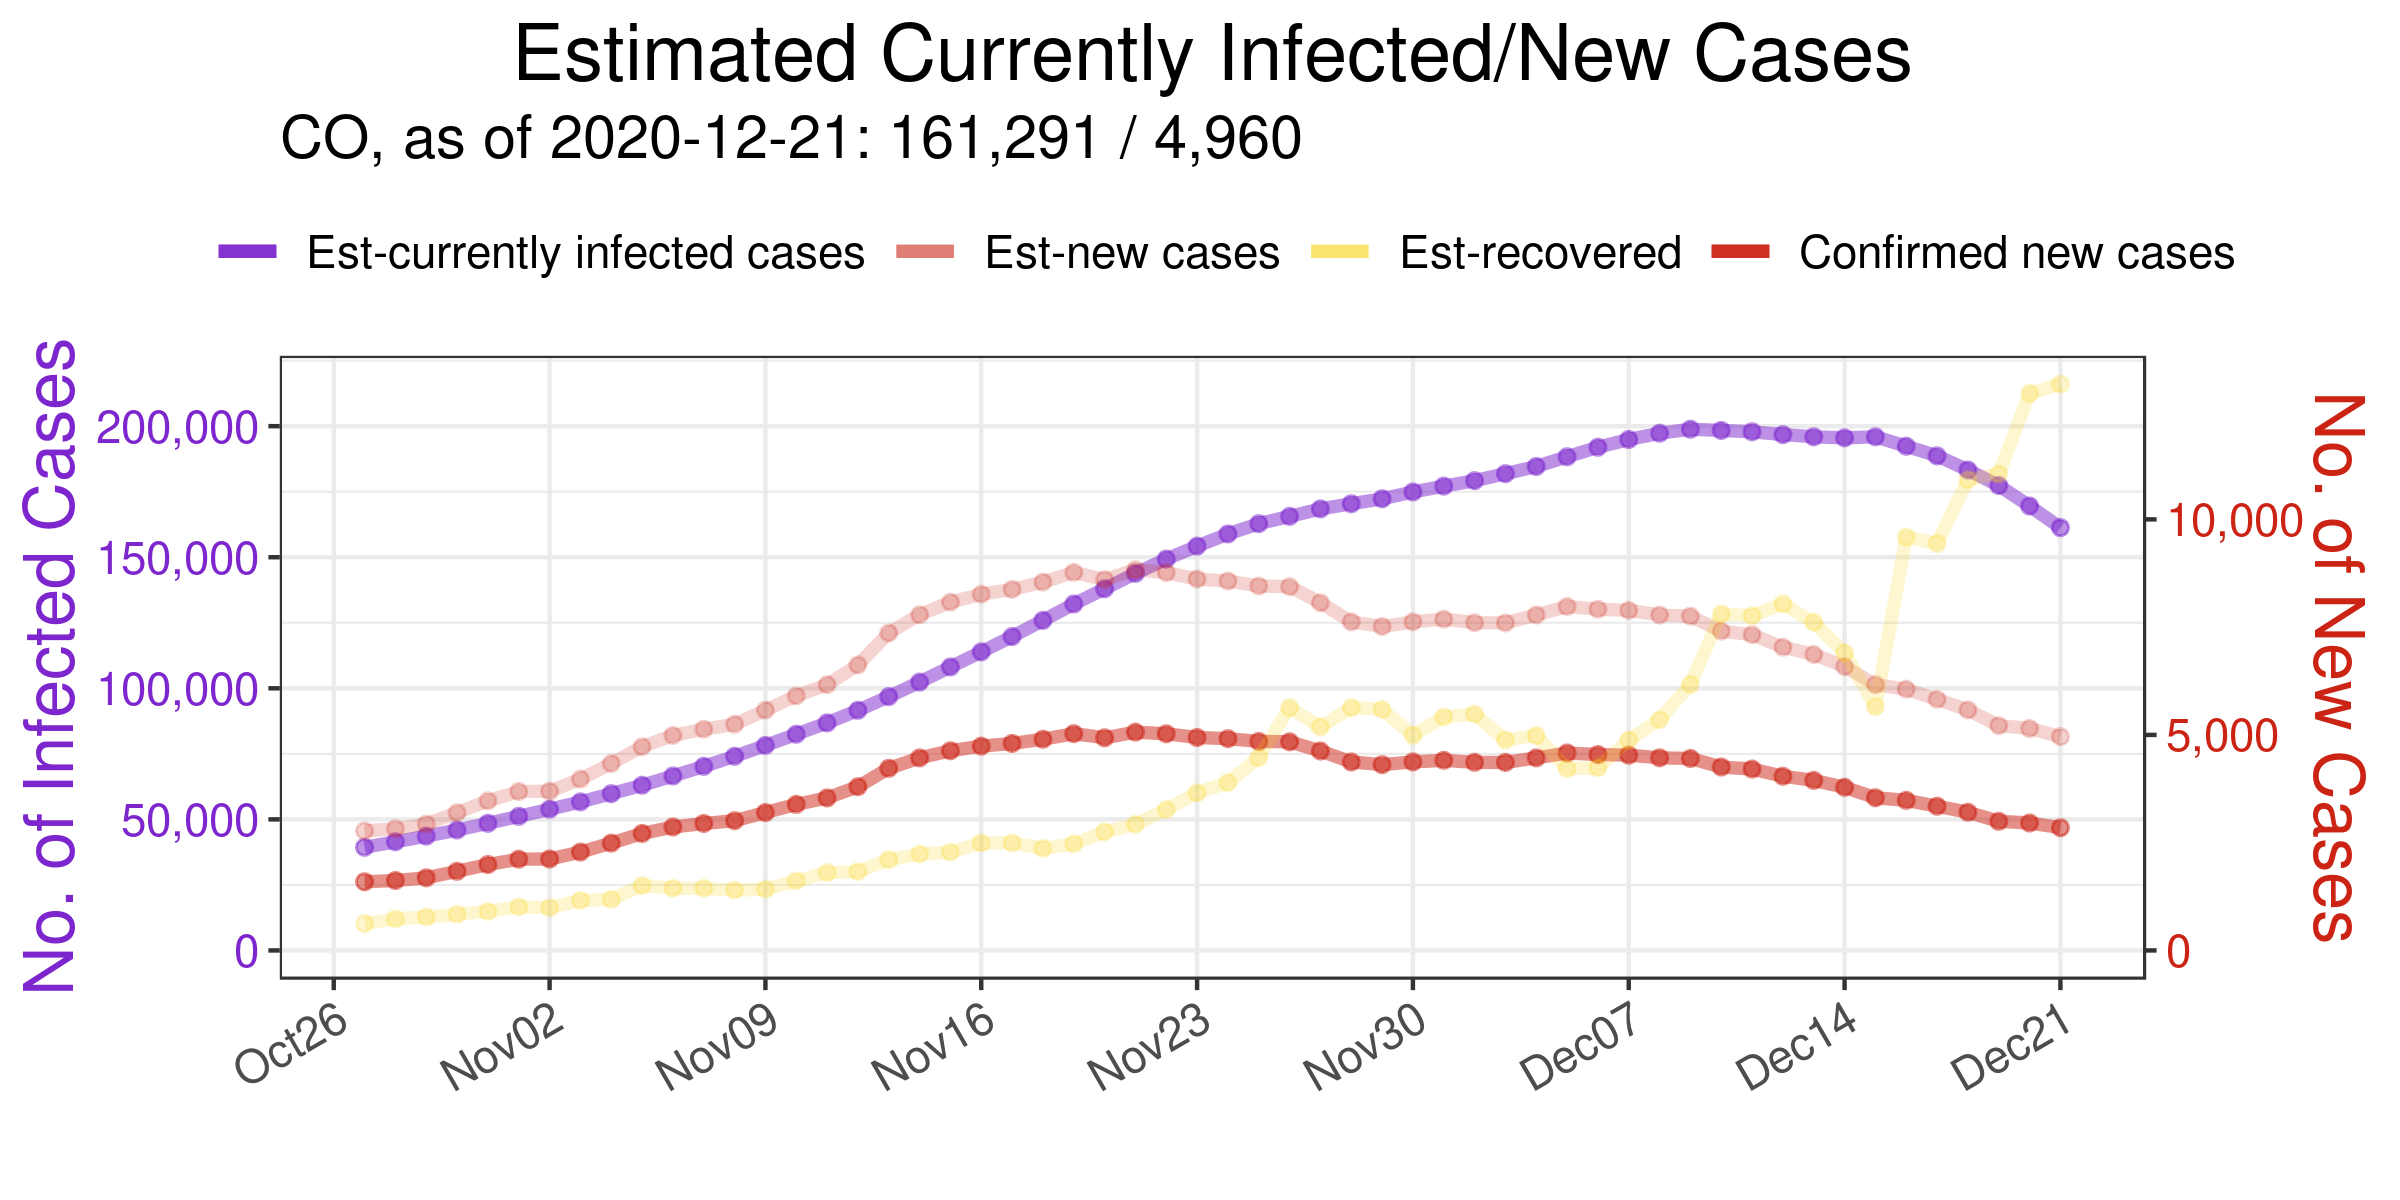 Estimated Currently Infected/New Cases
CO, as of 2020-12-21: 161,291 / 4,960
Est-currently infected cases
Est-new cases
Est-recovered
Confirmed new cases
No. of Infected Cases
200,000
150,000
100,000
50,000
0
10,000
5,000
0
No. of New Cases
Oct26
Nov02
Nov09
Nov16
Nov23
Nov30
Dec07
Dec14
Dec21